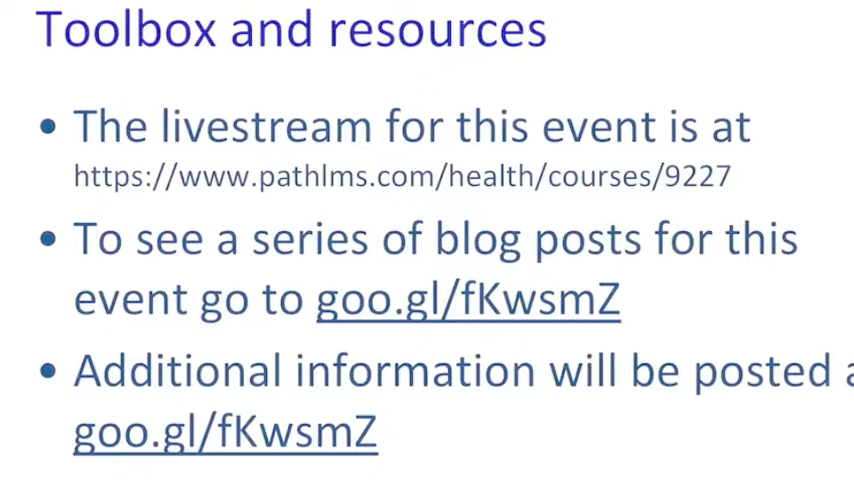 Toolbox and resources
• The livestream for this event is at
https://www.pathlms.com/health/courses/9227
• To see a series of blog posts for this
event go to goo.gl/fKwsmZ
• Additional information will be posted
goo.gl/fKwsmZ